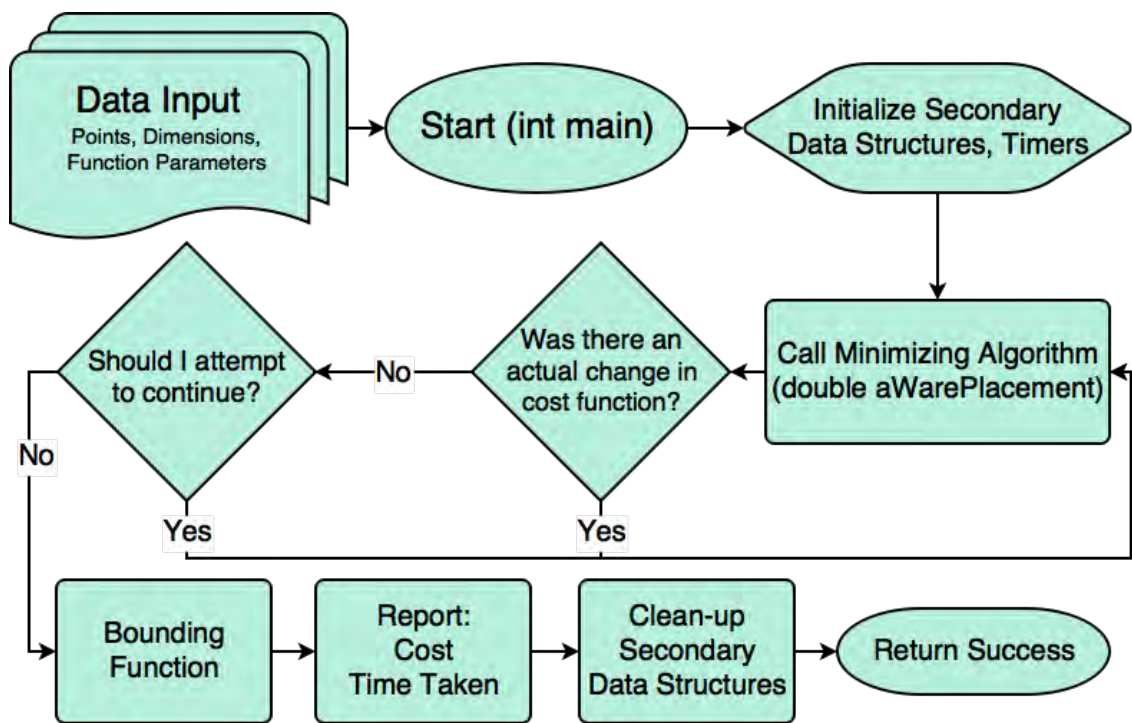 Data Input
Points, Dimensions,
Function Parameters
Start (int main)
Initialize Secondary
Data Structures, Timers
Should I attempt
to continue?
No
Was there an
actual change in
cost function?
Call Minimizing Algorithm
(double aWarePlacement)
No
Yes
Yes
Bounding
Function
Report:
Cost
Time Taken
Clean-up
Secondary
Data Structures
Return Success